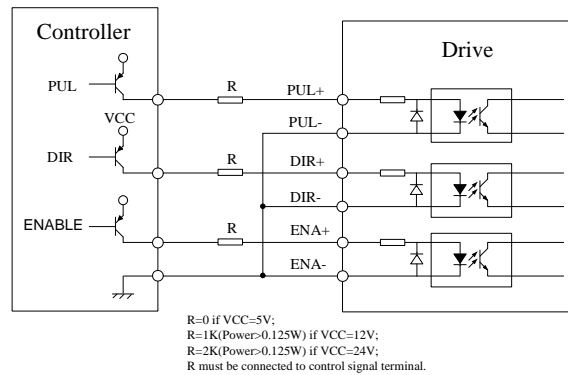 Controller
Drive
PUL
R
PUL+
VCC
PUL-
DIR
R
DIR+
DIR-
ENABLE
R
ENA+
ENA-
R=0 if VCC=5V;
R=1K(Power>0.125W) if VCC=12V;
R=2K(Power>0.125W) if VCC=24V;
R must be connected to control signal terminal.